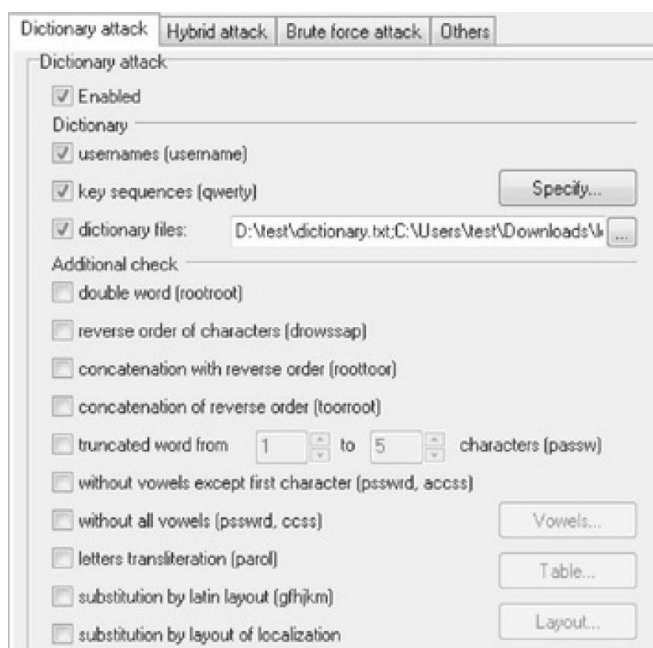 Dictionary attack Hybrid attack Brute force attack Others
Dictionary attack
Enabled
Dictionary
usernames (username)
key sequences (qwerty) Specify...
dictionary files: D:\test\dictionary.txt;C:\Users\test\Downloads\ ...
Additional check
double word (rootroot)
reverse order of characters (drowssap)
concatenation with reverse order (roottoor)
concatenation of reverse order (toorroot)
truncated word from 1 to 5 characters (passw)
without vowels except first character (psswrd, accss)
without all vowels (psswrd, ccss) Vowels...
letters transliteration (parol) Table...
substitution by latin layout (gfhjkm)
substitution by layout of localization Layout...